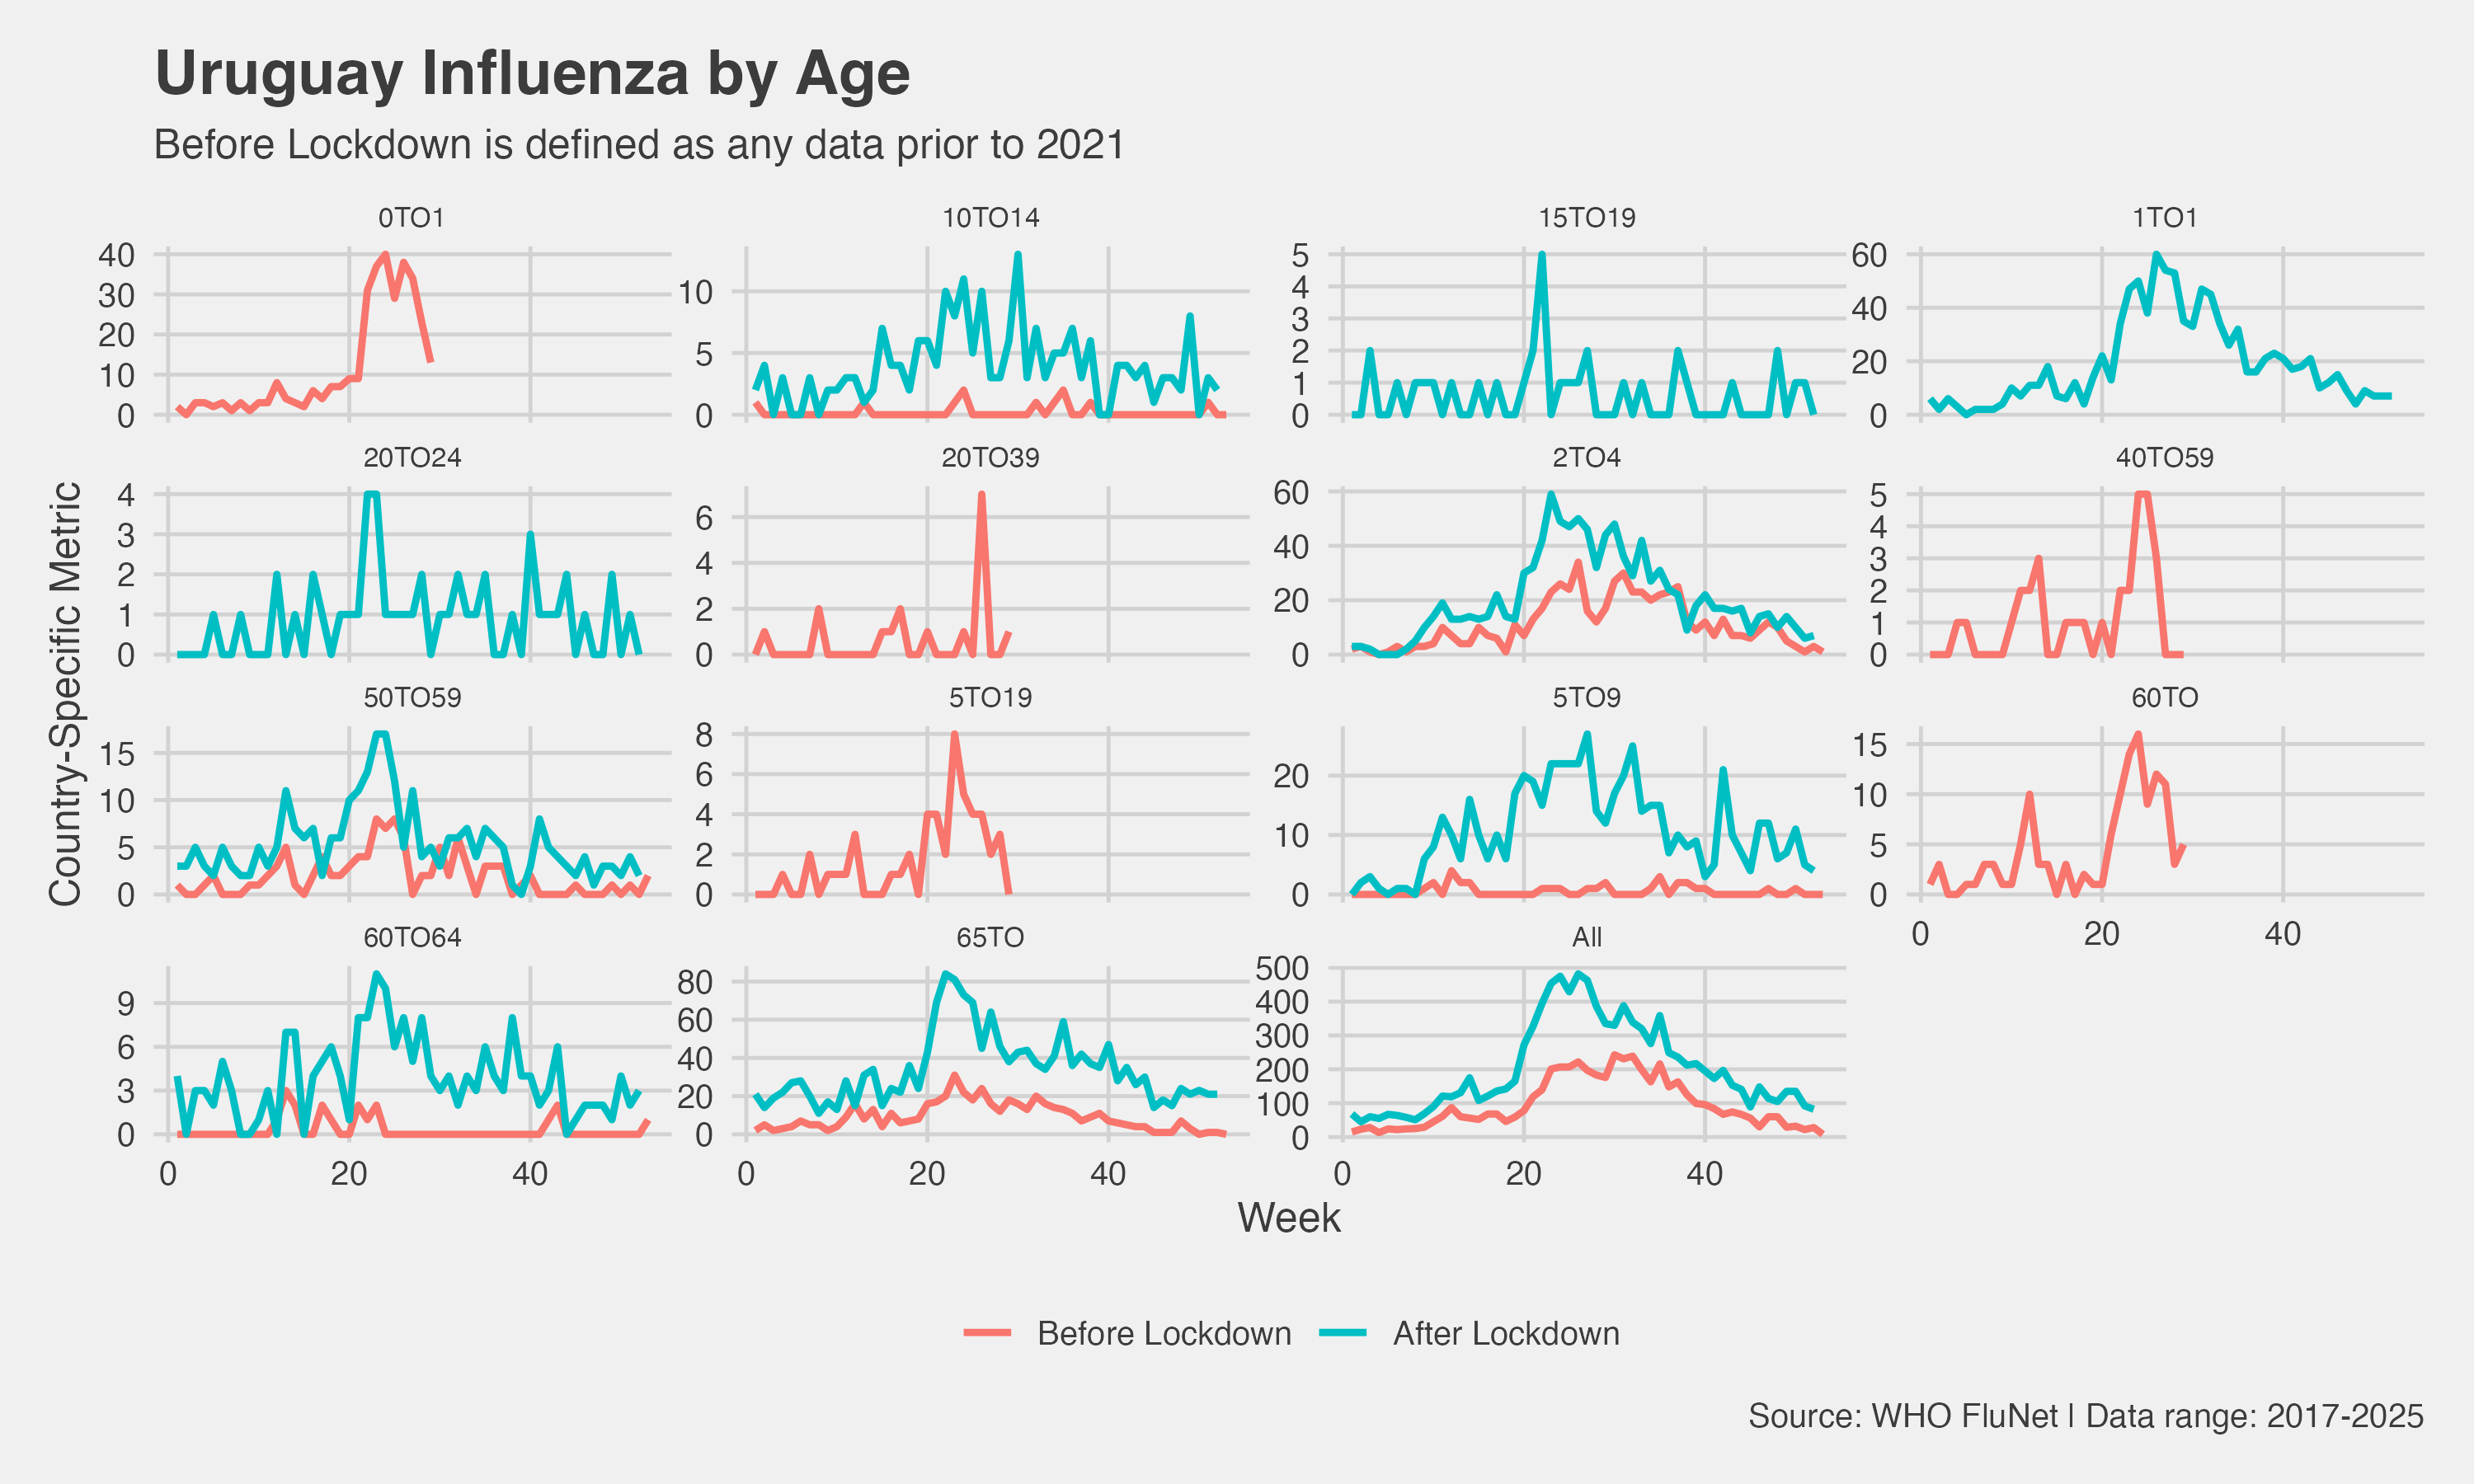 Uruguay Influenza by Age
Before Lockdown is defined as any data prior to 2021
0TO1
10TO14
15TO19
1TO1
40
30
20
10
0
10
5
0
5
4
3
2
1
0
60
40
20
0
20TO24
20TO39
2TO4
40TO59
4
3
2
1
0
6
4
2
0
60
40
20
0
5
4
3
2
1
0
50TO59
5TO19
5TO9
60TO
15
10
5
0
8
6
4
2
0
20
10
0
15
10
5
0
0 20 40
60TO64
65TO
All
9
6
3
0
80
60
40
20
0
500
400
300
200
100
0
0 20 40
0 20 40
0 20 40
Country-Specific Metric
Week
Before Lockdown
After Lockdown
Source: WHO FluNet | Data range: 2017-2025